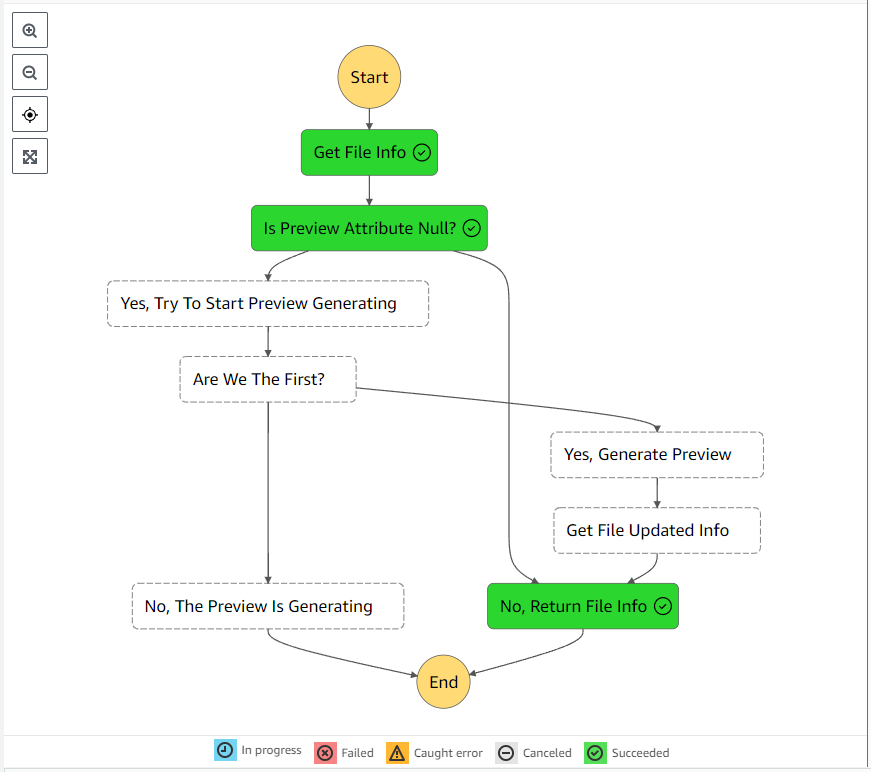 Start
Get File Info
Is Preview Attribute Null?
Yes, Try To Start Preview Generating
Are We The First?
Yes, Generate Preview
Get File Updated Info
No, The Preview Is Generating
No, Return File Info
End
In progress
Failed
Caught error
Canceled
Succeeded